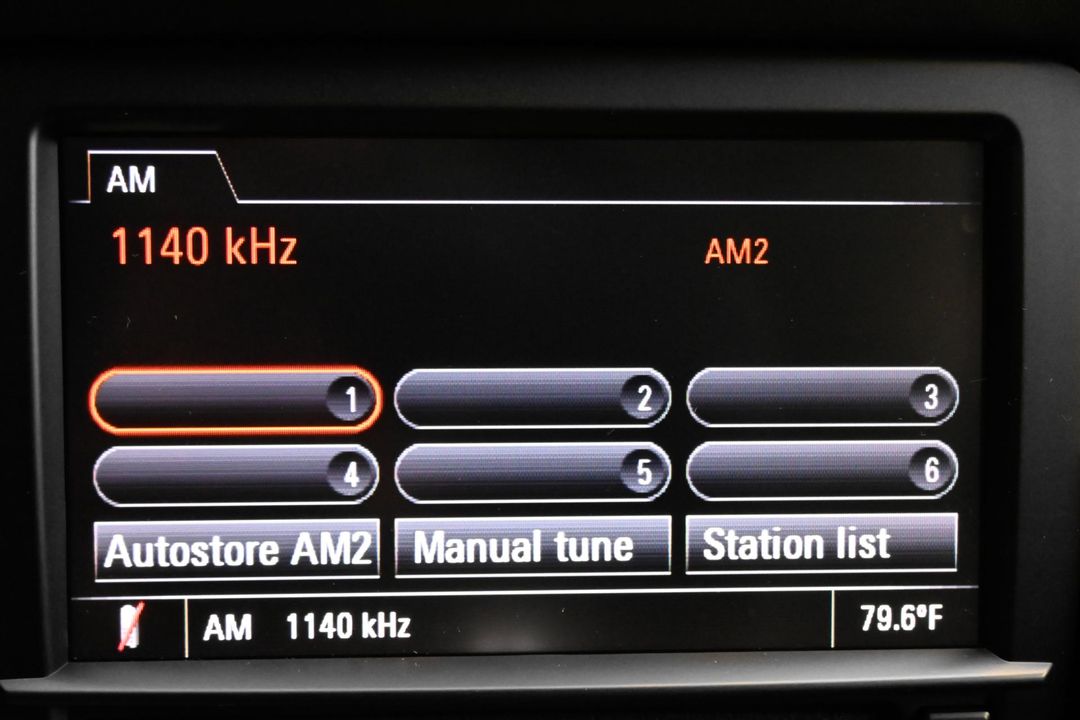 AM
1140 kHz AM2
1 2 3
4 5 6
Autostore AM2 Manual tune Station list
AM 1140 kHz 79.6°F